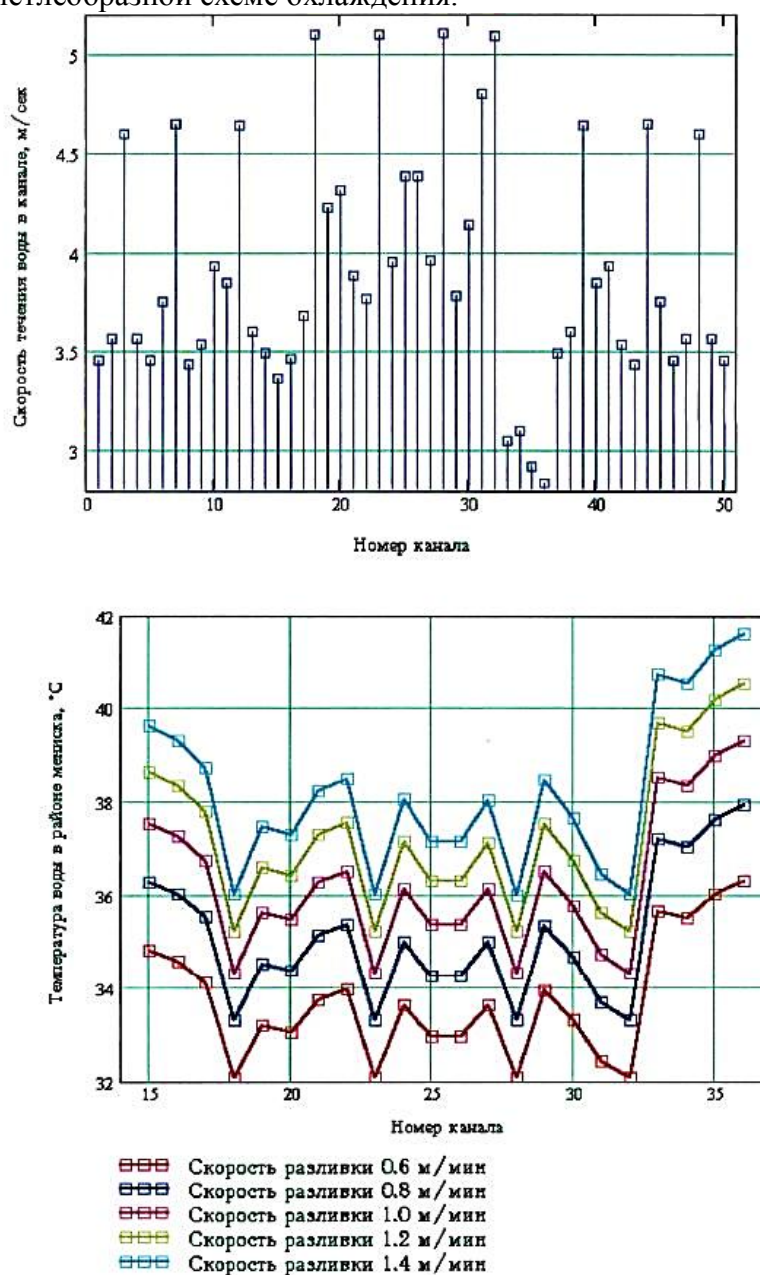 петлеобразной схеме охлаждения.
Скорость течения воды в канале, м/сек
5
4.5
4
3.5
3
0 10 20 30 40 50
Номер канала
Температура воды в районе мениска, °C
42
40
38
36
34
32
15 20 25 30 35
Номер канала
Скорость разливки 0.6 м/мин
Скорость разливки 0.8 м/мин
Скорость разливки 1.0 м/мин
Скорость разливки 1.2 м/мин
Скорость разливки 1.4 м/мин